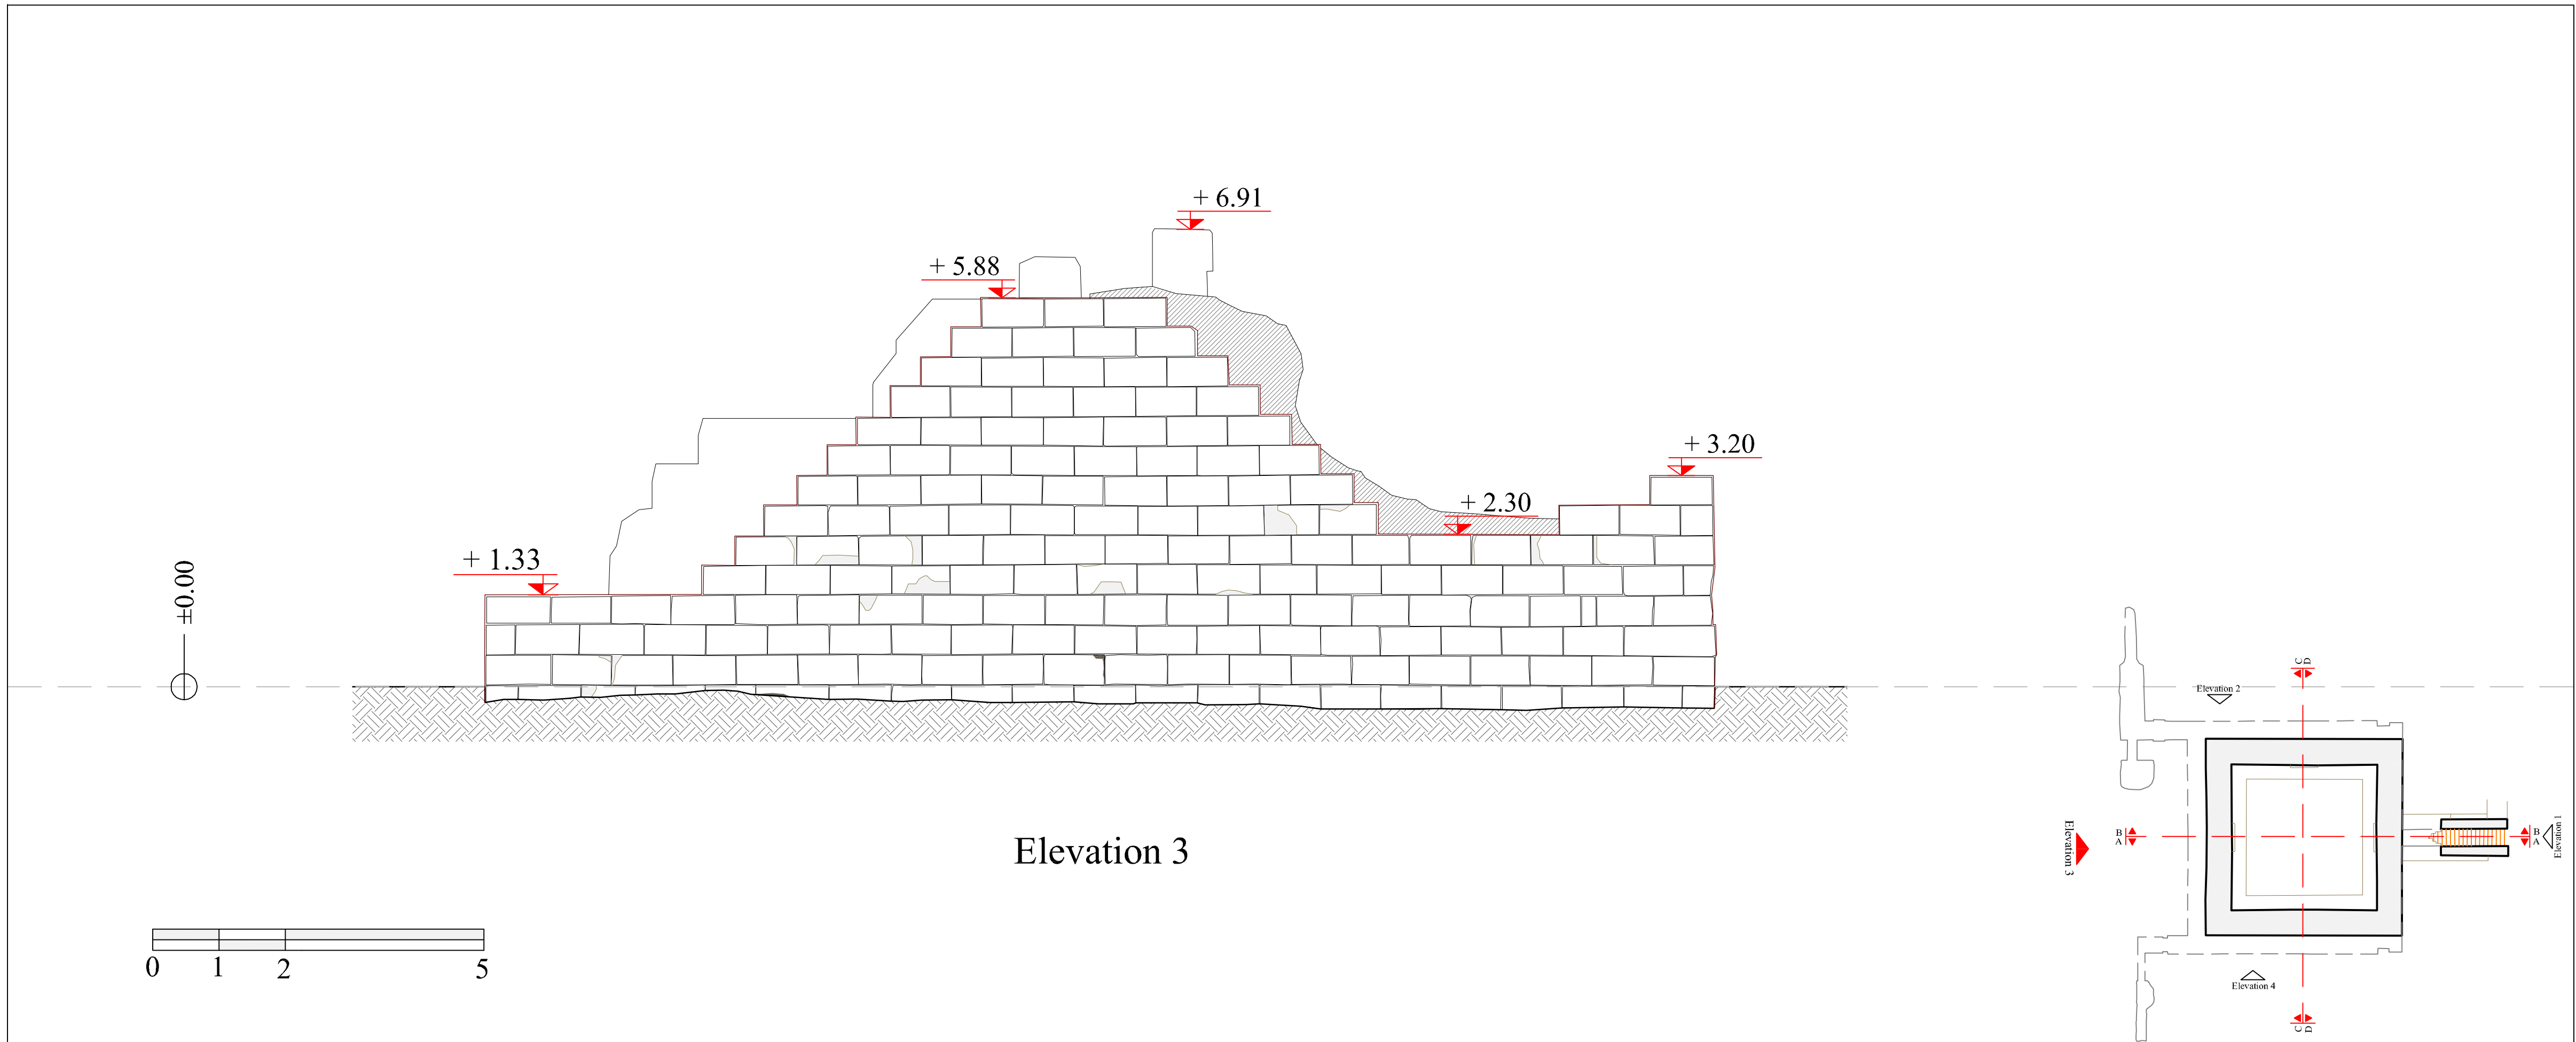 + 6.91
+ 5.88
+ 3.20
+ 2.30
+ 1.33
±0.00
Elevation 3
0 1 2 5
C
D
Elevation 2
B
A
Elevation 3
B
A
Elevation 1
Elevation 4
C
D